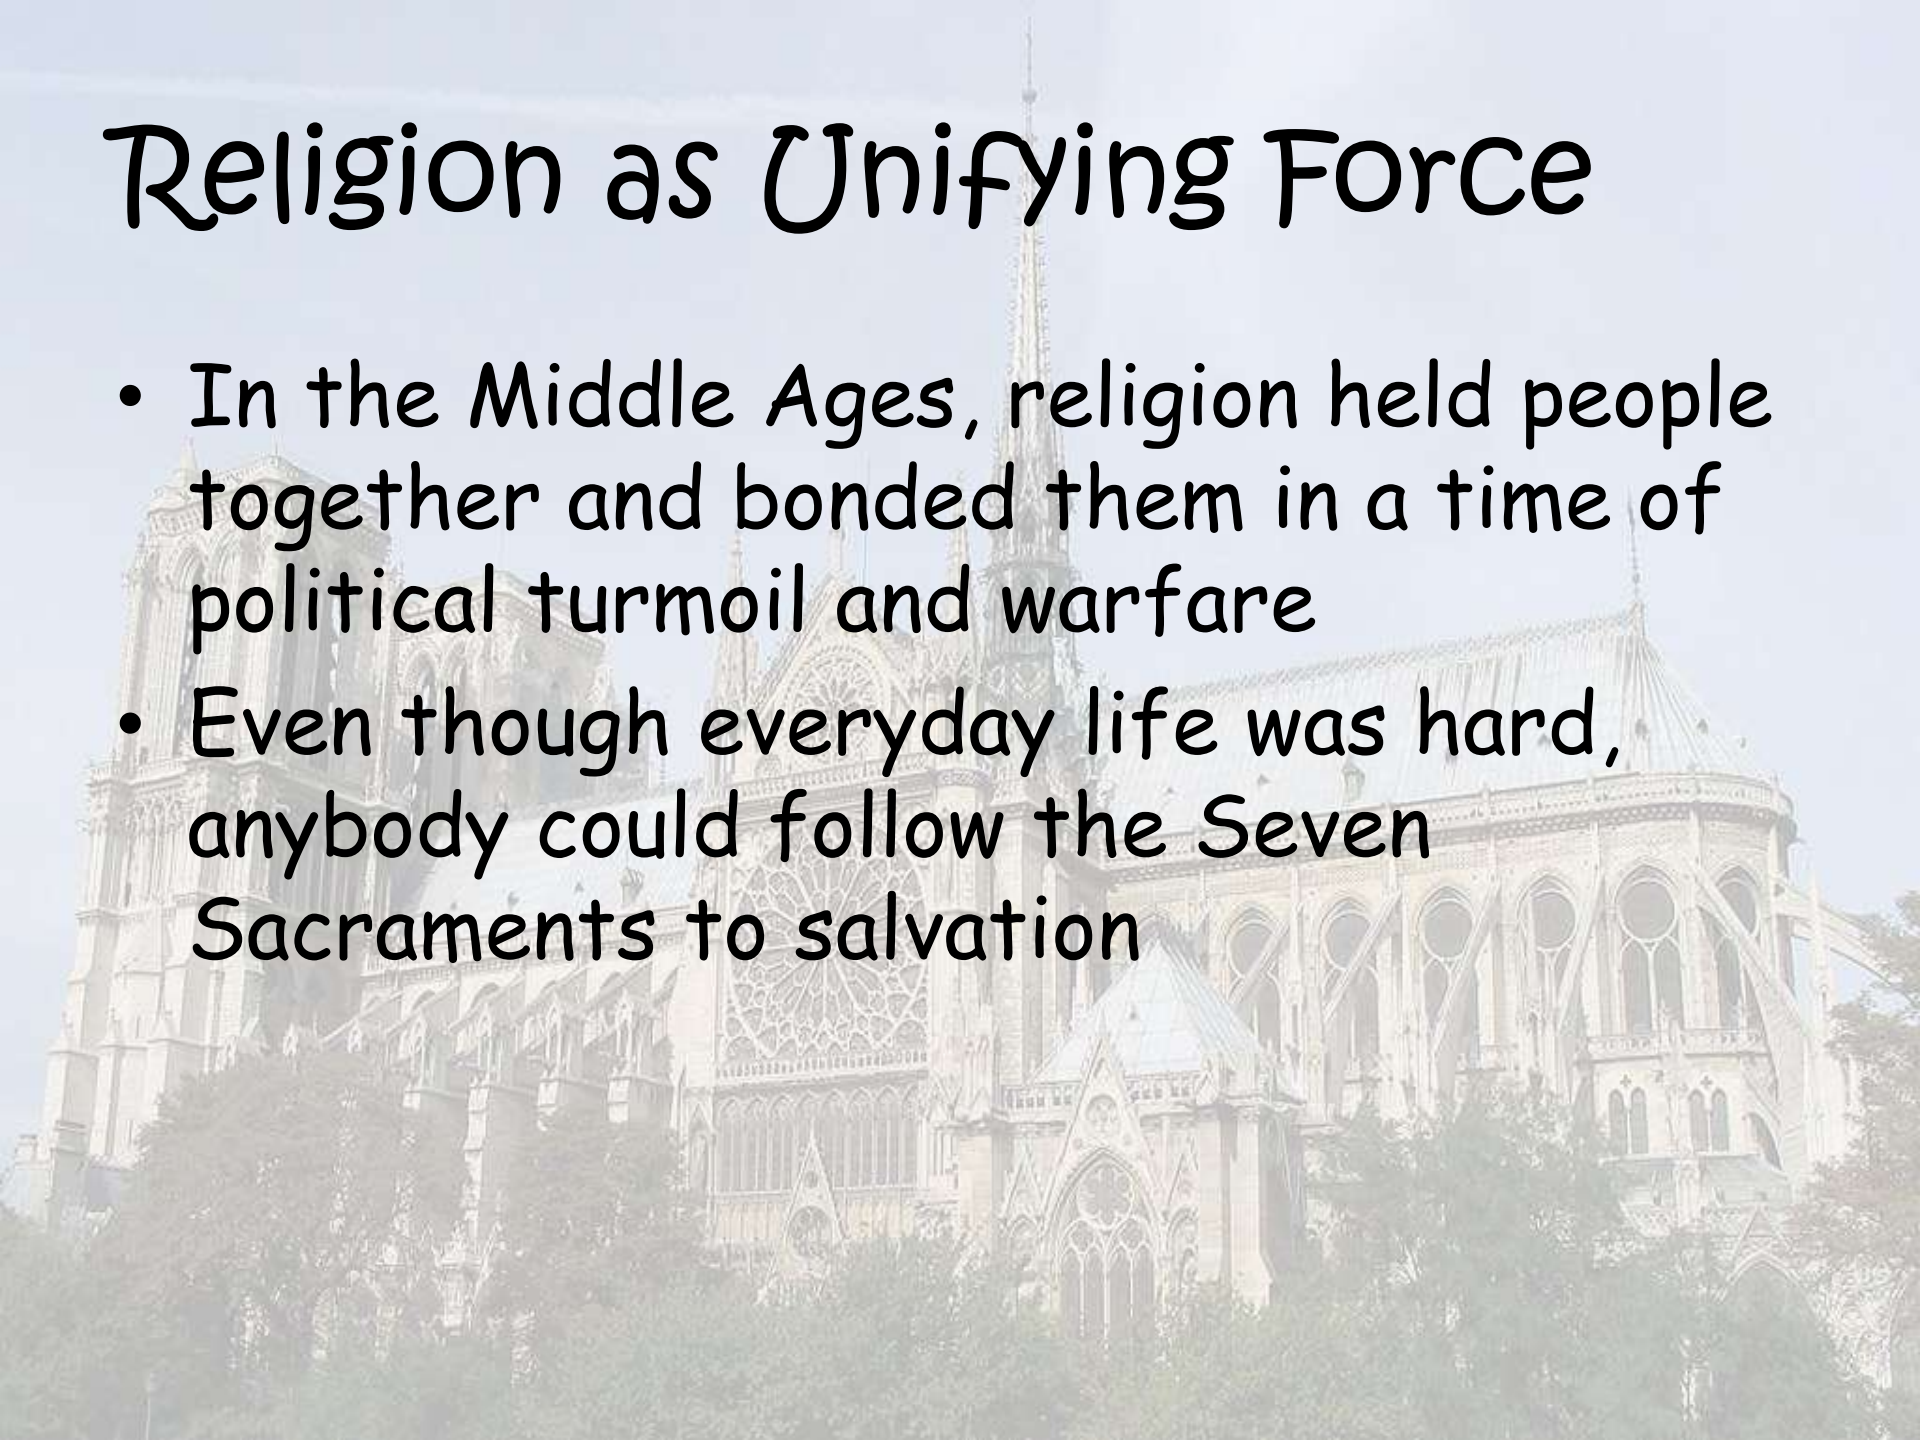 Religion as Unifying Force
• In the Middle Ages, religion held people
together and bonded them in a time of
political turmoil and warfare
• Even though everyday life was hard,
anybody could follow the Seven
Sacraments to salvation